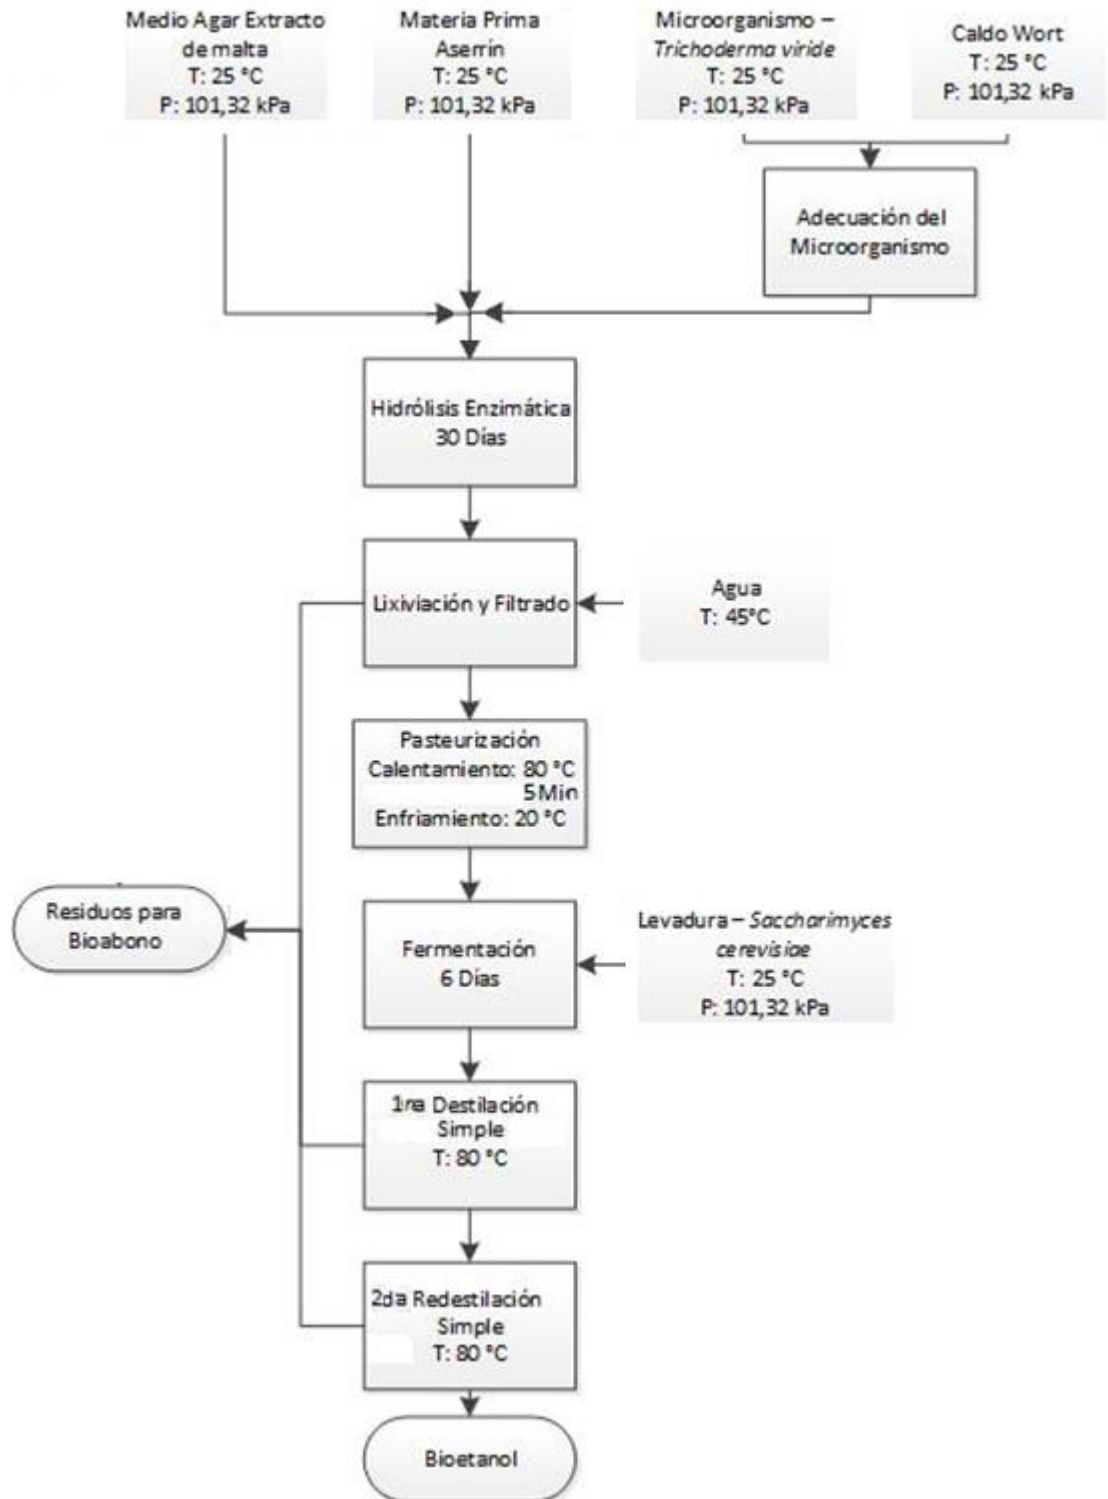 Medio Agar Extracto
de malta
T: 25 °C
P: 101,32 kPa
Materia Prima
Aserrín
T: 25 °C
P: 101,32 kPa
Microorganismo –
Trichoderma viride
T: 25 °C
P: 101,32 kPa
Caldo Wort
T: 25 °C
P: 101,32 kPa
Adecuación del
Microorganismo
Hidrólisis Enzimática
30 Días
Lixiviación y Filtrado
Agua
T: 45°C
Pasteurización
Calentamiento: 80 °C
5 Min
Enfriamiento: 20 °C
Residuos para
Bioabono
Fermentación
6 Días
Levadura – Saccharimyces
cerevisiae
T: 25 °C
P: 101,32 kPa
1ra Destilación
Simple
T: 80 °C
2da Redestilación
Simple
T: 80 °C
Bioetanol